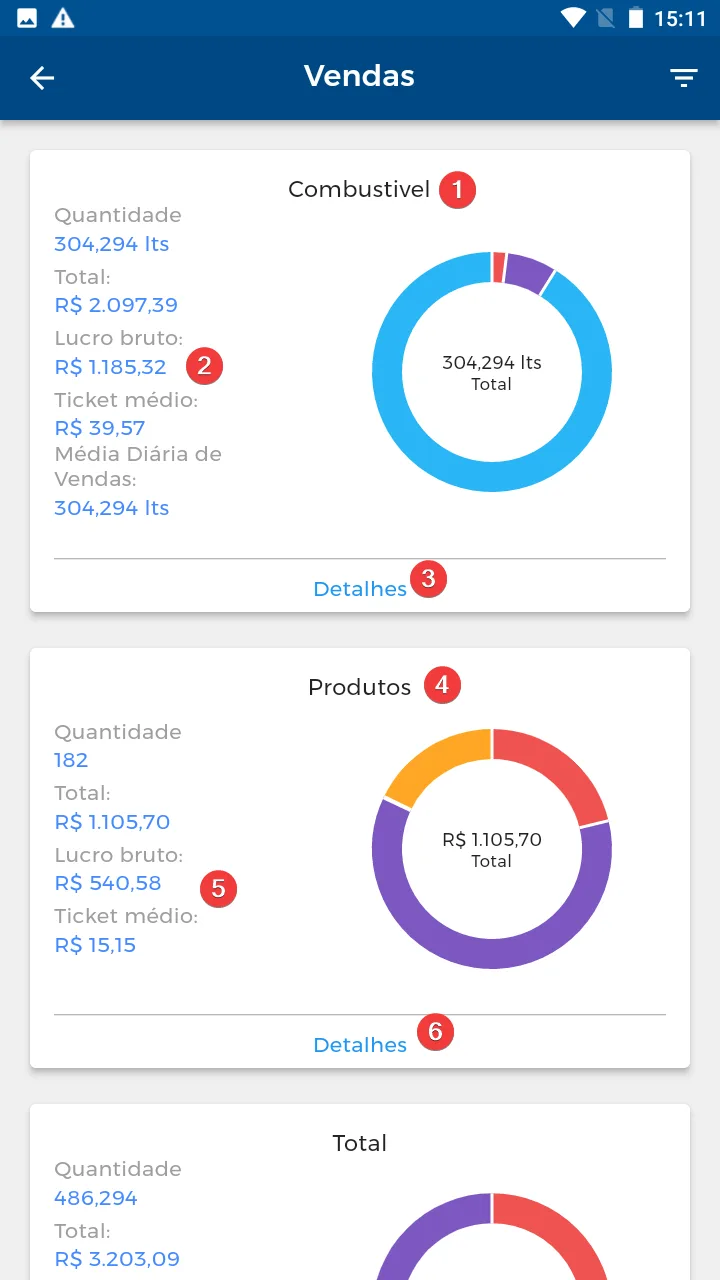 15:11
Vendas
Combustivel 1
Quantidade
304,294 lts
Total:
R$ 2.097,39
Lucro bruto:
R$ 1.185,32 2
Ticket médio:
R$ 39,57
Média Diária de
Vendas:
304,294 lts
304,294 lts
Total
Detalhes 3
Produtos 4
Quantidade
182
Total:
R$ 1.105,70
Lucro bruto:
R$ 540,58 5
Ticket médio:
R$ 15,15
R$ 1.105,70
Total
Detalhes 6
Total
Quantidade
486,294
Total:
R$ 3.203,09